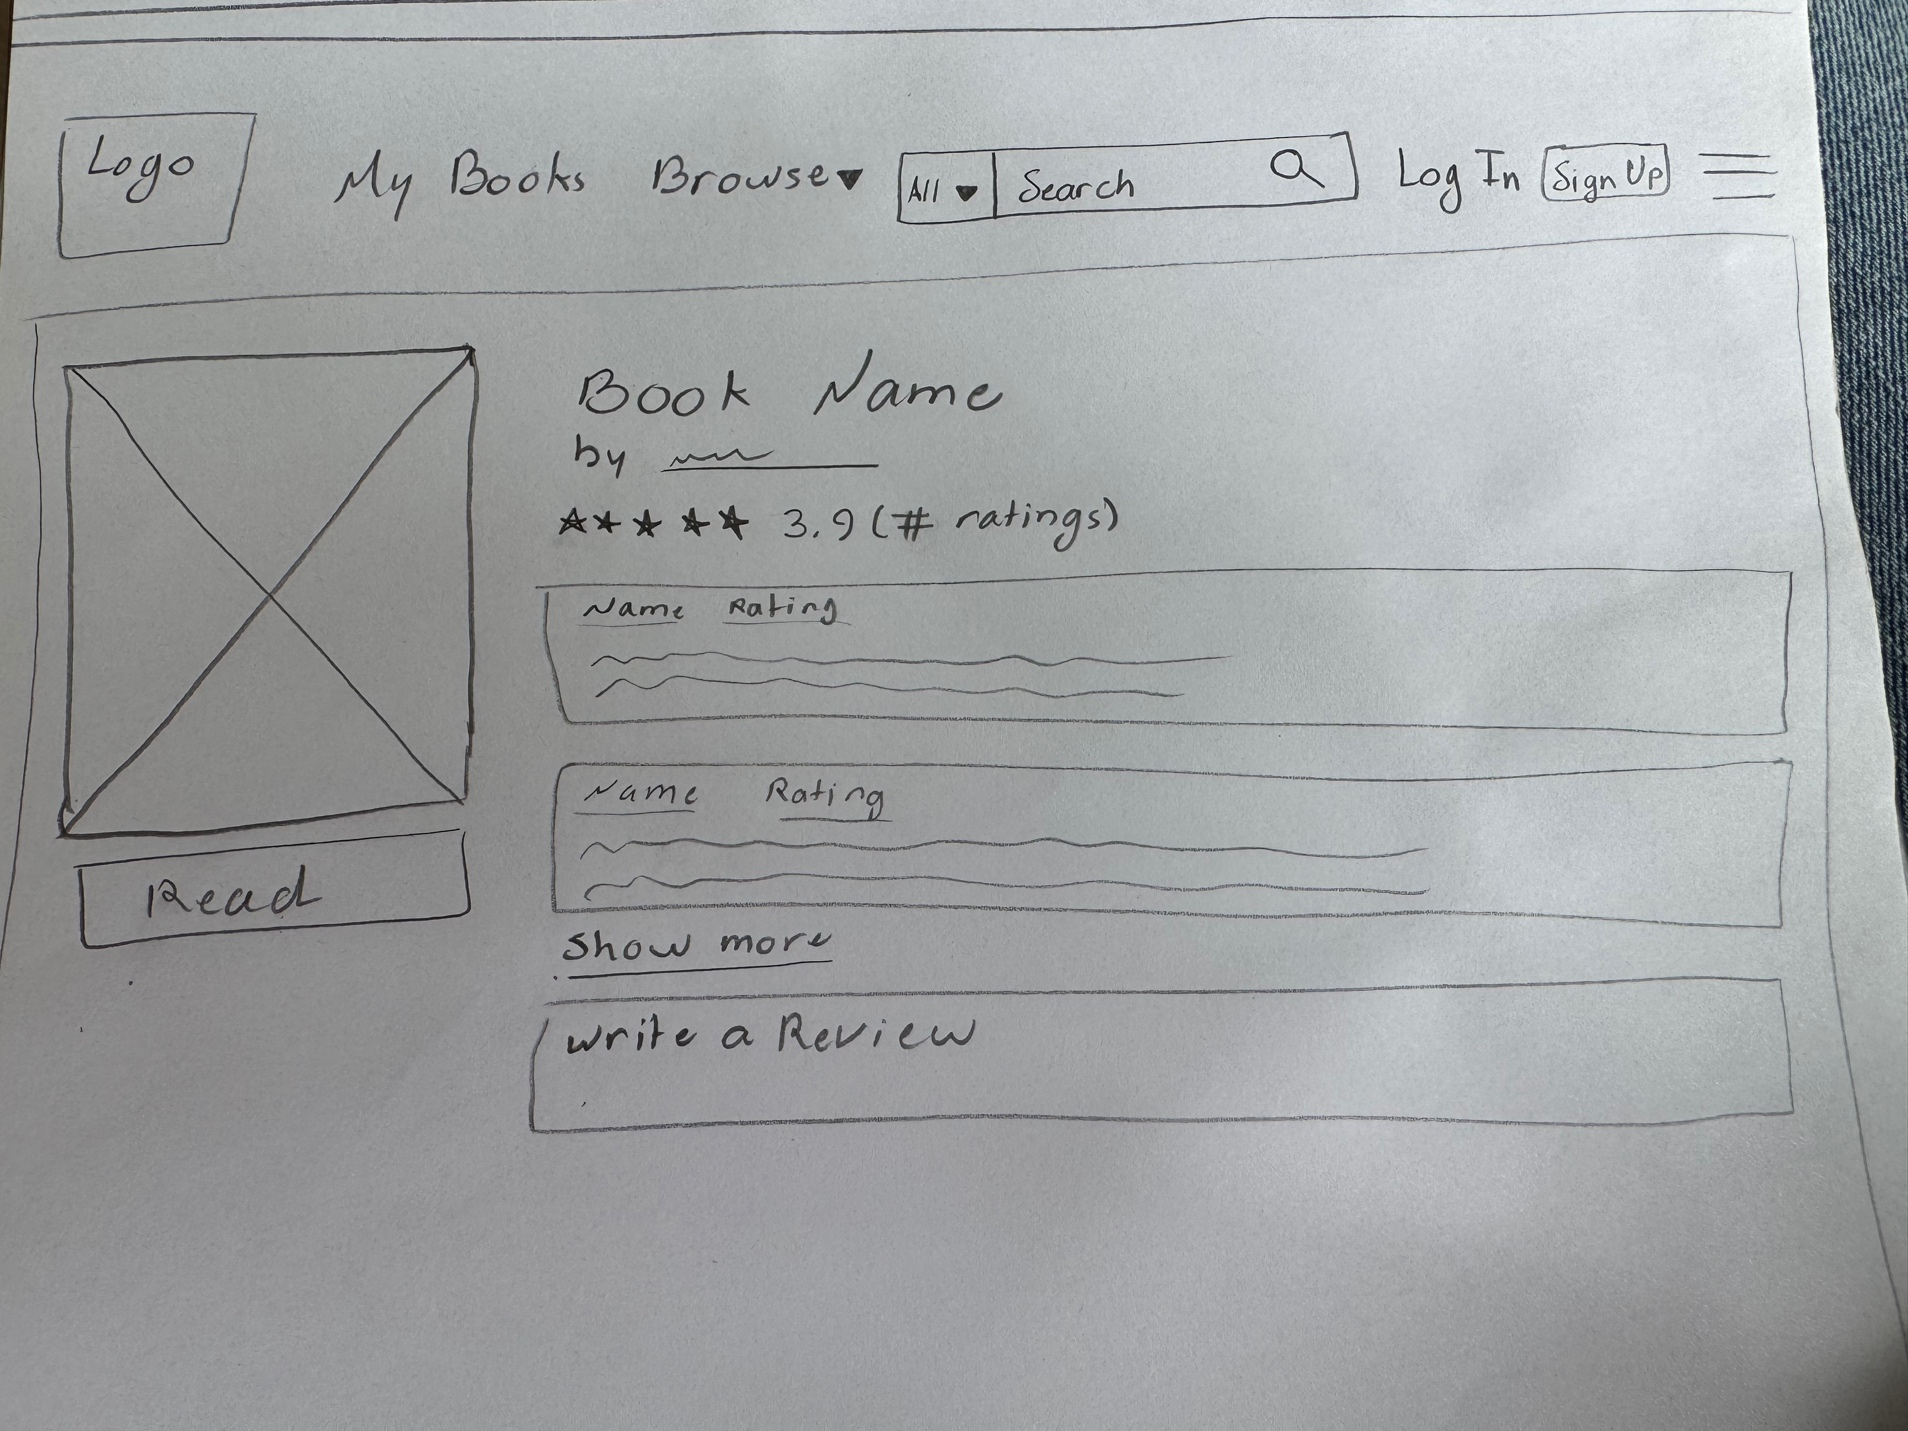 Logo My Books Browse▾ All ▾ Search Log In Sign Up
Book Name
by
★★★★★ 3.9 (# ratings)
Name Rating
Name Rating
Read
Show more
Write a Review